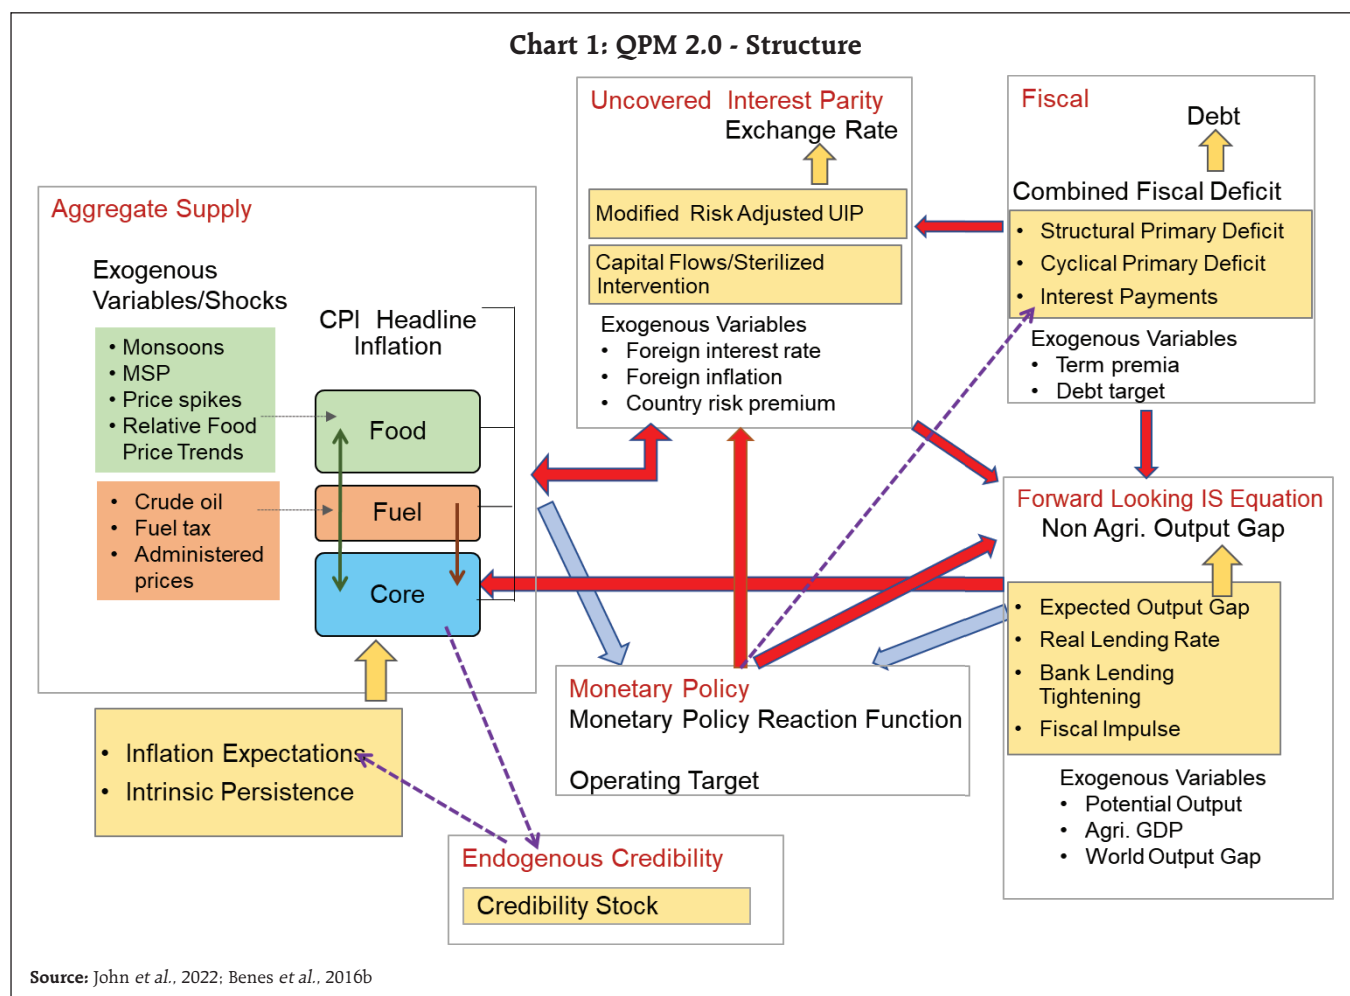 Chart 1: QPM 2.0 - Structure
Aggregate Supply
Exogenous
Variables/Shocks
• Monsoons
• MSP
• Price spikes
• Relative Food
Price Trends
• Crude oil
• Fuel tax
• Administered
prices
CPI Headline
Inflation
Food
Fuel
Core
• Inflation Expectations
• Intrinsic Persistence
Uncovered Interest Parity
Exchange Rate
Modified Risk Adjusted UIP
Capital Flows/Sterilized
Intervention
Exogenous Variables
• Foreign interest rate
• Foreign inflation
• Country risk premium
Fiscal
Debt
Combined Fiscal Deficit
• Structural Primary Deficit
• Cyclical Primary Deficit
• Interest Payments
Exogenous Variables
• Term premia
• Debt target
Forward Looking IS Equation
Non Agri. Output Gap
• Expected Output Gap
• Real Lending Rate
• Bank Lending
Tightening
• Fiscal Impulse
Exogenous Variables
• Potential Output
• Agri. GDP
• World Output Gap
Monetary Policy
Monetary Policy Reaction Function
Operating Target
Endogenous Credibility
Credibility Stock
Source: John et al., 2022; Benes et al., 2016b